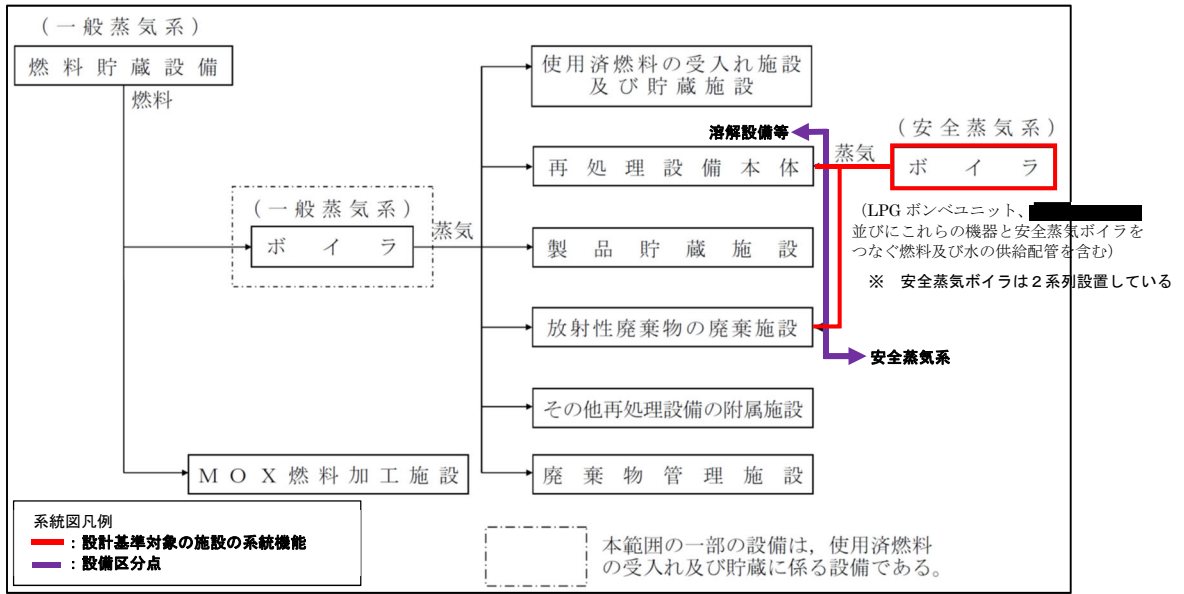 （一般蒸気系）
燃料貯蔵設備
燃料
（一般蒸気系）
ボイラ
蒸気
使用済燃料の受入れ施設
及び貯蔵施設
溶解設備等
再処理設備本体
製品貯蔵施設
放射性廃棄物の廃棄施設
その他再処理設備の附属施設
廃棄物管理施設
MOX燃料加工施設
（安全蒸気系）
蒸気
ボイラ
（LPG ボンベユニット、
並びにこれらの機器と安全蒸気ボイラを
つなぐ燃料及び水の供給配管を含む）
※　安全蒸気ボイラは２系列設置している
安全蒸気系
系統図凡例
：設計基準対象の施設の系統機能
：設備区分点
本範囲の一部の設備は，使用済燃料
の受入れ及び貯蔵に係る設備である。